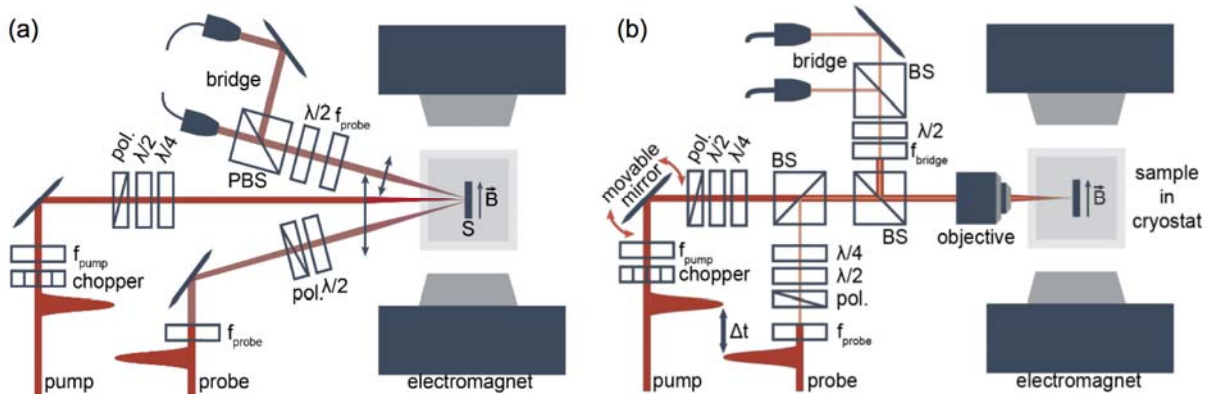 (a)
bridge
λ/2
f probe
PBS
pol.
λ/2
λ/4
B
S
f pump
chopper
pol.
λ/2
f probe
pump
probe
electromagnet
(b)
bridge
BS
λ/2
f bridge
movable
mirror
pol.
λ/2
λ/4
BS
BS
objective
B
sample
in
cryostat
f pump
chopper
λ/4
λ/2
pol.
Δt
f probe
pump
probe
electromagnet